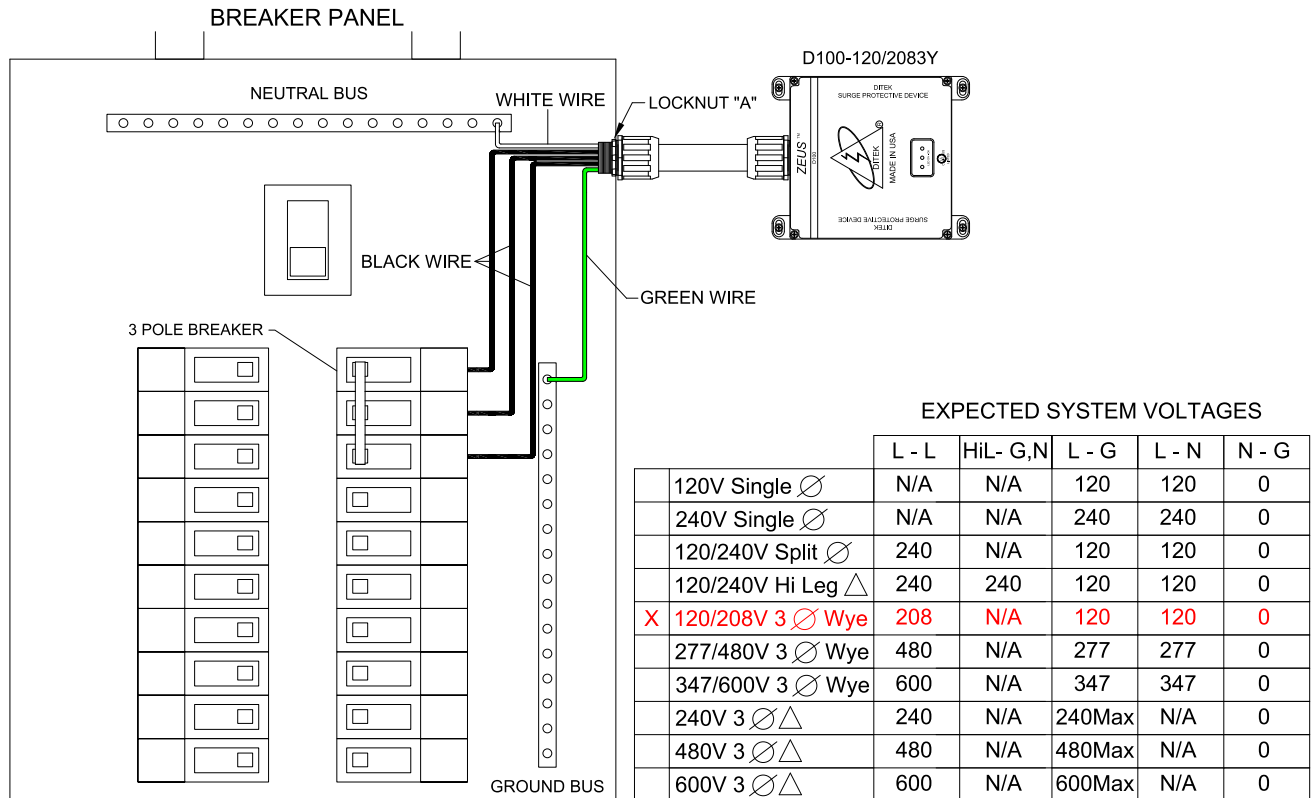 BREAKER PANEL
D100-120/2083Y
NEUTRAL BUS
WHITE WIRE
LOCKNUT "A"
DITEK
SURGE PROTECTIVE DEVICE
ZEUS ™
D100
DITEK
®
MADE IN USA
DITEK
SURGE PROTECTIVE DEVICE
BLACK WIRE
GREEN WIRE
3 POLE BREAKER
GROUND BUS
EXPECTED SYSTEM VOLTAGES
L - L HiL- G,N L - G L - N N - G
120V Single ∅ N/A N/A 120 120 0
240V Single ∅ N/A N/A 240 240 0
120/240V Split ∅ 240 N/A 120 120 0
120/240V Hi Leg △ 240 240 120 120 0
X 120/208V 3 ∅ Wye 208 N/A 120 120 0
277/480V 3 ∅ Wye 480 N/A 277 277 0
347/600V 3 ∅ Wye 600 N/A 347 347 0
240V 3 ∅ △ 240 N/A 240Max N/A 0
480V 3 ∅ △ 480 N/A 480Max N/A 0
600V 3 ∅ △ 600 N/A 600Max N/A 0